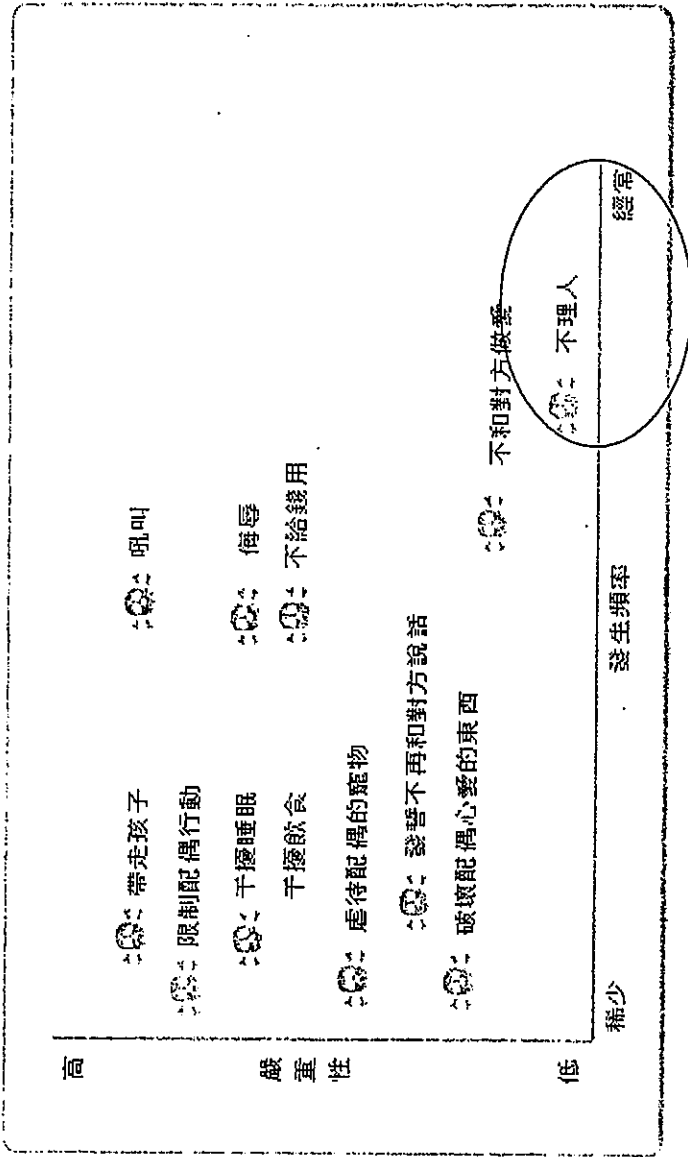 高
嚴重性
低
帶走孩子
吼叫
限制配偶行動
干擾睡眠
侮辱
干擾飲食
不給錢用
虐待配偶的寵物
發誓不再和對方說話
破壞配偶心愛的東西
不和對方做愛
不理人
稀少
發生頻率
經常